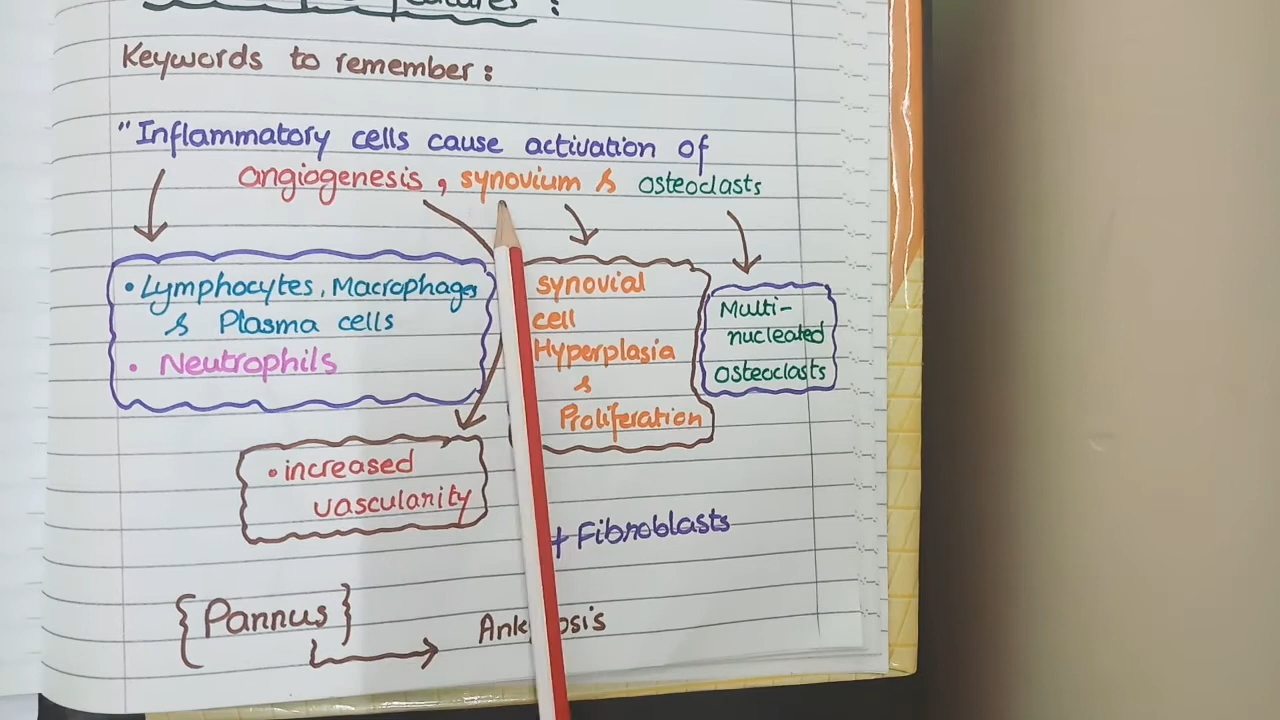 Keywords to remember:
"Inflammatory cells cause activation of
angiogenesis, synovium & osteoclasts
• Lymphocytes, Macrophages
& Plasma cells
• Neutrophils
synovial
cell
Hyperplasia
&
Proliferation
Multi-
nucleated
osteoclasts
• increased
vascularity
+ Fibroblasts
{Pannus}